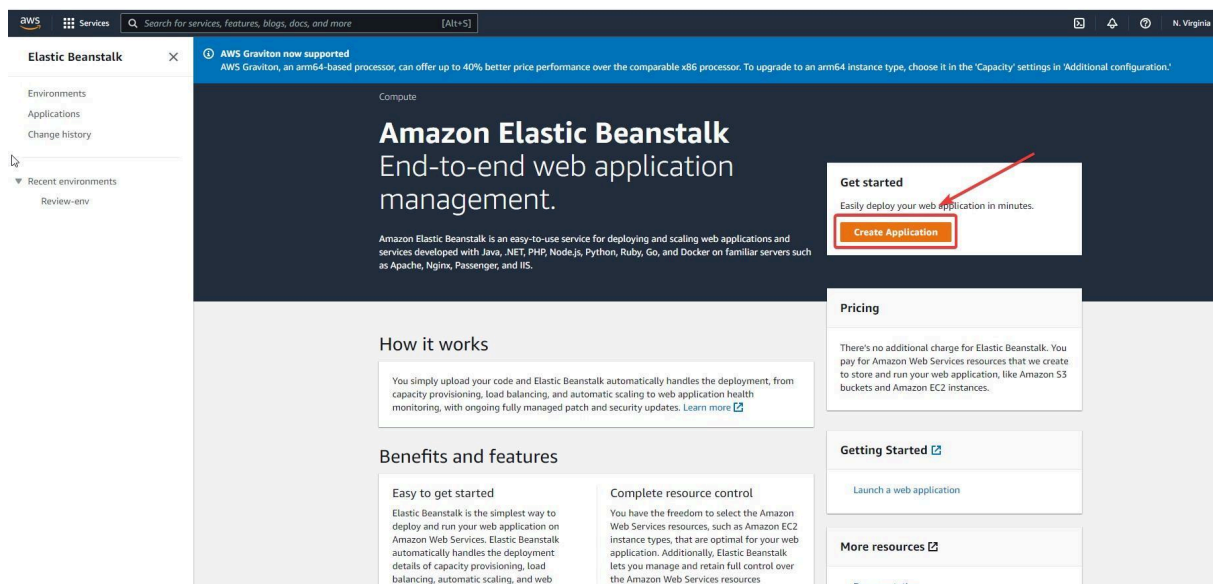 aws
Services
Search for services, features, blogs, docs, and more
[Alt+S]
N. Virginia
Elastic Beanstalk
Environments
Applications
Change history
Recent environments
Review-env
AWS Graviton now supported
AWS Graviton, an arm64-based processor, can offer up to 40% better price performance over the comparable x86 processor. To upgrade to an arm64 instance type, choose it in the 'Capacity' settings in 'Additional configuration.'
Compute
Amazon Elastic Beanstalk
End-to-end web application
management.
Amazon Elastic Beanstalk is an easy-to-use service for deploying and scaling web applications and
services developed with Java, .NET, PHP, Node.js, Python, Ruby, Go, and Docker on familiar servers such
as Apache, Nginx, Passenger, and IIS.
Get started
Easily deploy your web application in minutes.
Create Application
Pricing
There's no additional charge for Elastic Beanstalk. You
pay for Amazon Web Services resources that we create
to store and run your web application, like Amazon S3
buckets and Amazon EC2 instances.
How it works
You simply upload your code and Elastic Beanstalk automatically handles the deployment, from
capacity provisioning, load balancing, and automatic scaling to web application health
monitoring, with ongoing fully managed patch and security updates. Learn more
Getting Started
Launch a web application
Benefits and features
Easy to get started
Elastic Beanstalk is the simplest way to
deploy and run your web application on
Amazon Web Services. Elastic Beanstalk
automatically handles the deployment
details of capacity provisioning, load
balancing, automatic scaling, and web
Complete resource control
You have the freedom to select the Amazon
Web Services resources, such as Amazon EC2
instance types, that are optimal for your web
application. Additionally, Elastic Beanstalk
lets you manage and retain full control over
the Amazon Web Services resources
More resources